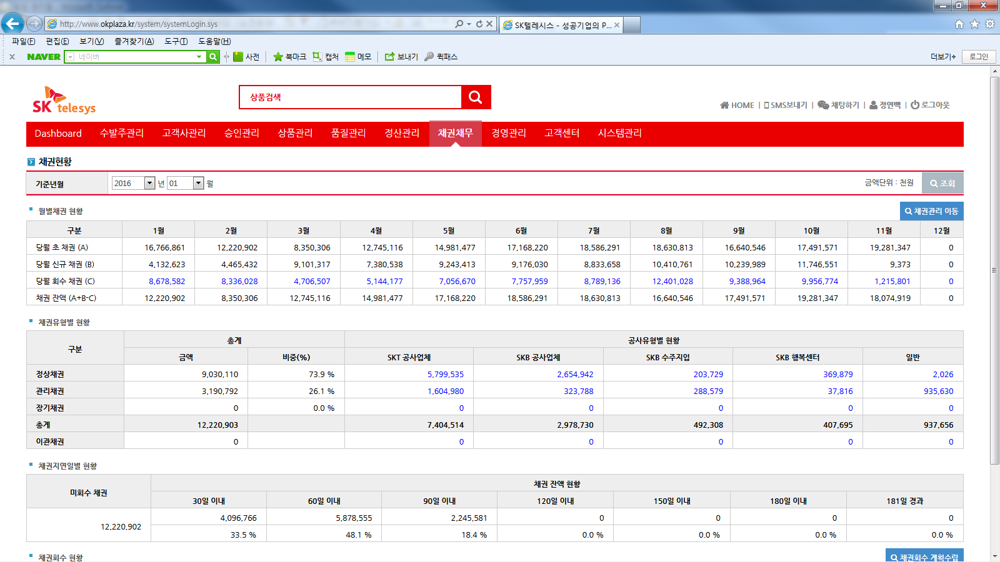 http://www.okplaza.kr/system/systemLogin.sys
SK텔레시스 - 성공기업의 P...
파일(F) 편집(E) 보기(V) 즐겨찾기(A) 도구(T) 도움말(H)
NAVER 네이버 사전 북마크 캡처 메모 보내기 퀵패스 더보기+ 로그인
SK telesys
상품검색
HOME | SMS보내기 | 채팅하기 | 정연백 | 로그아웃
Dashboard 수발주관리 고객사관리 승인관리 상품관리 품질관리 정산관리 채권채무 경영관리 고객센터 시스템관리
채권현황
기준년월 2016 년 01 월 금액단위 : 천원 조회
월별채권 현황 채권관리 이동
구분 1월 2월 3월 4월 5월 6월 7월 8월 9월 10월 11월 12월
당월 초 채권 (A) 16,766,861 12,220,902 8,350,306 12,745,116 14,981,477 17,168,220 18,586,291 18,630,813 16,640,546 17,491,571 19,281,347 0
당월 신규 채권 (B) 4,132,623 4,465,432 9,101,317 7,380,538 9,243,413 9,176,030 8,833,658 10,410,761 10,239,989 11,746,551 9,373 0
당월 회수 채권 (C) 8,678,582 8,336,028 4,706,507 5,144,177 7,056,670 7,757,959 8,789,136 12,401,028 9,388,964 9,956,774 1,215,801 0
채권 잔액 (A+B-C) 12,220,902 8,350,306 12,745,116 14,981,477 17,168,220 18,586,291 18,630,813 16,640,546 17,491,571 19,281,347 18,074,919 0
채권유형별 현황
구분 총계 공사유형별 현황
금액 비중(%) SKT 공사업체 SKB 공사업체 SKB 수주지입 SKB 행복센터 일반
정상채권 9,030,110 73.9 % 5,799,535 2,654,942 203,729 369,879 2,026
관리채권 3,190,792 26.1 % 1,604,980 323,788 288,579 37,816 935,630
장기채권 0 0.0 % 0 0 0 0 0
총계 12,220,903 7,404,514 2,978,730 492,308 407,695 937,656
이관채권 0 0 0 0 0 0
채권지연일별 현황
미회수 채권 채권 잔액 현황
30일 이내 60일 이내 90일 이내 120일 이내 150일 이내 180일 이내 181일 경과
12,220,902 4,096,766 5,878,555 2,245,581 0 0 0 0
33.5 % 48.1 % 18.4 % 0.0 % 0.0 % 0.0 % 0.0 %
채권회수 현황 채권회수 계획수립